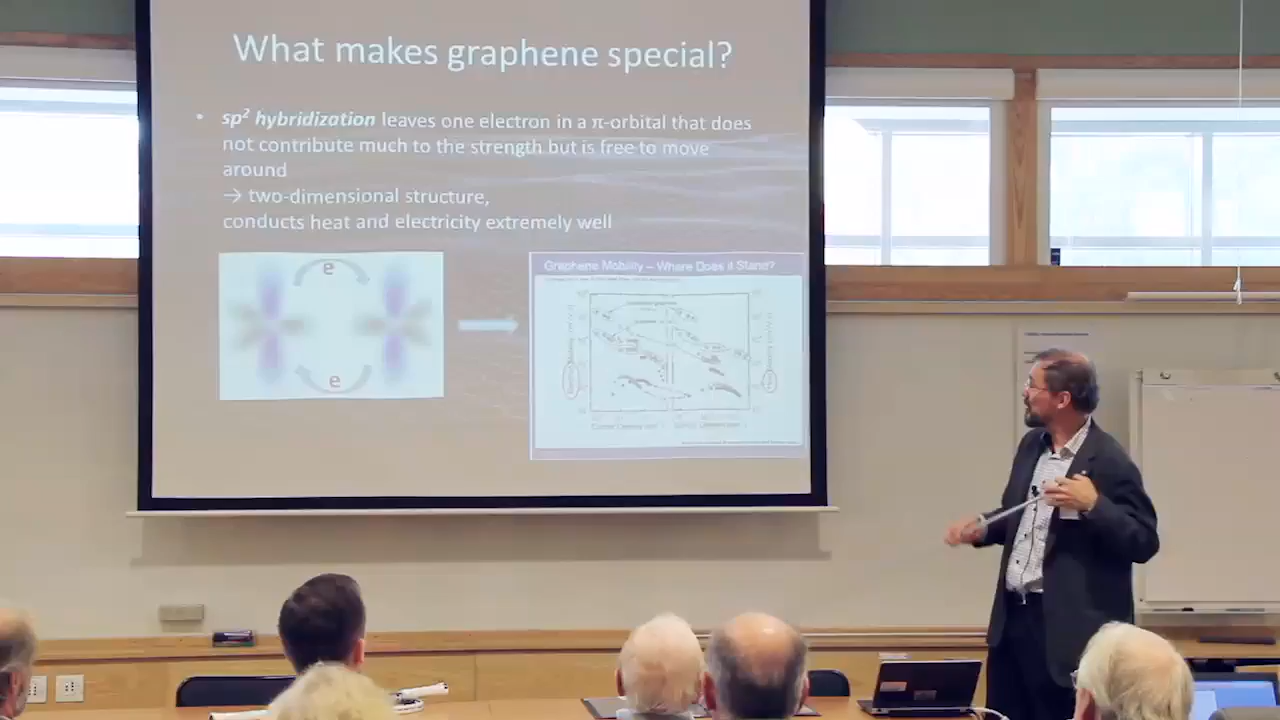 What makes graphene special?
• sp² hybridization leaves one electron in a π-orbital that does
not contribute much to the strength but is free to move
around
→ two-dimensional structure,
conducts heat and electricity extremely well
e
e
Graphene Mobility – Where Does it Stand?